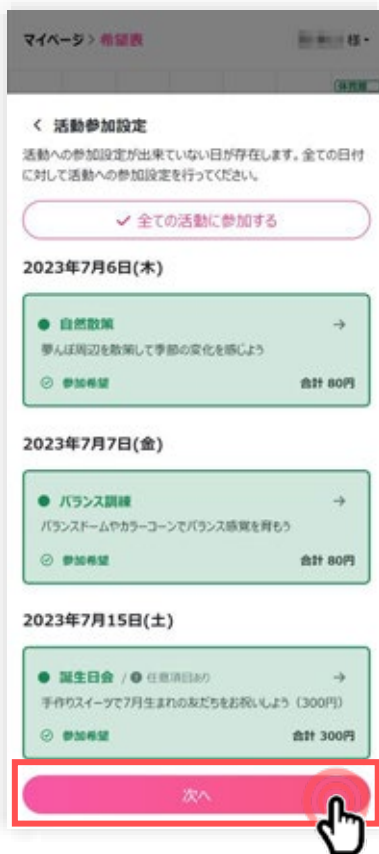 マイページ > 希望表
様
体育館
< 活動参加設定
活動への参加設定が出来ていない日が存在します。全ての日付
に対して活動への参加設定を行ってください。
全ての活動に参加する
2023年7月6日(木)
自然散策
夢んぼ周辺を散策して季節の変化を感じよう
参加希望 合計 80円
2023年7月7日(金)
バランス訓練
バランスドームやカラーコーンでバランス感覚を育もう
参加希望 合計 80円
2023年7月15日(土)
誕生日会 / 任意項目あり
手作りスイーツで7月生まれの友だちをお祝いしよう(300円)
参加希望 合計 300円
次へ